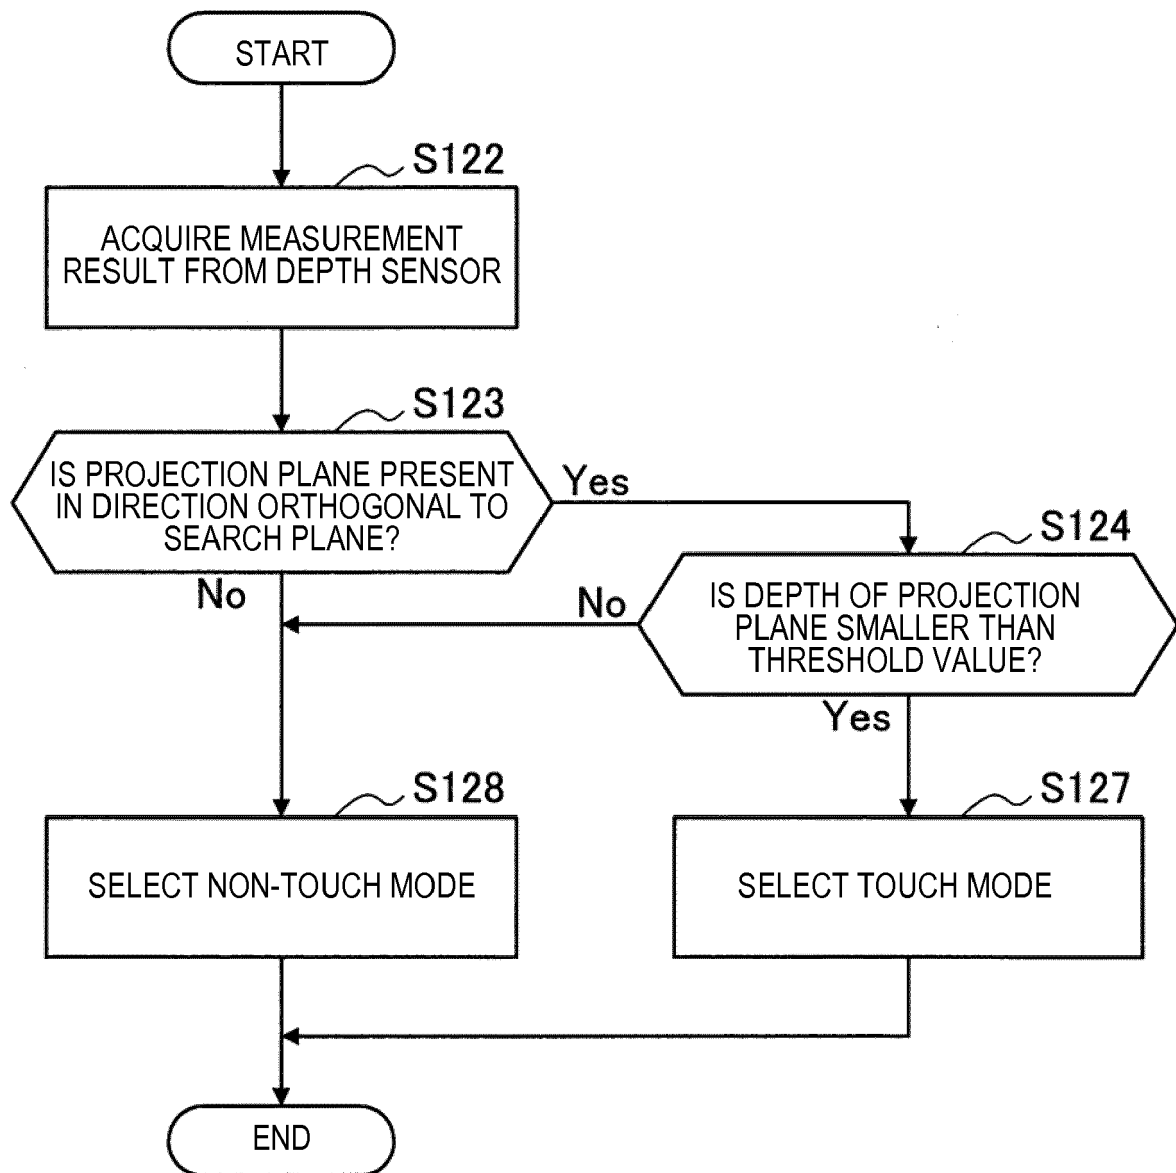 START
S122
ACQUIRE MEASUREMENT
RESULT FROM DEPTH SENSOR
S123
IS PROJECTION PLANE PRESENT
IN DIRECTION ORTHOGONAL TO
SEARCH PLANE?
Yes
No
S124
IS DEPTH OF PROJECTION
PLANE SMALLER THAN
THRESHOLD VALUE?
No
Yes
S128
SELECT NON-TOUCH MODE
S127
SELECT TOUCH MODE
END